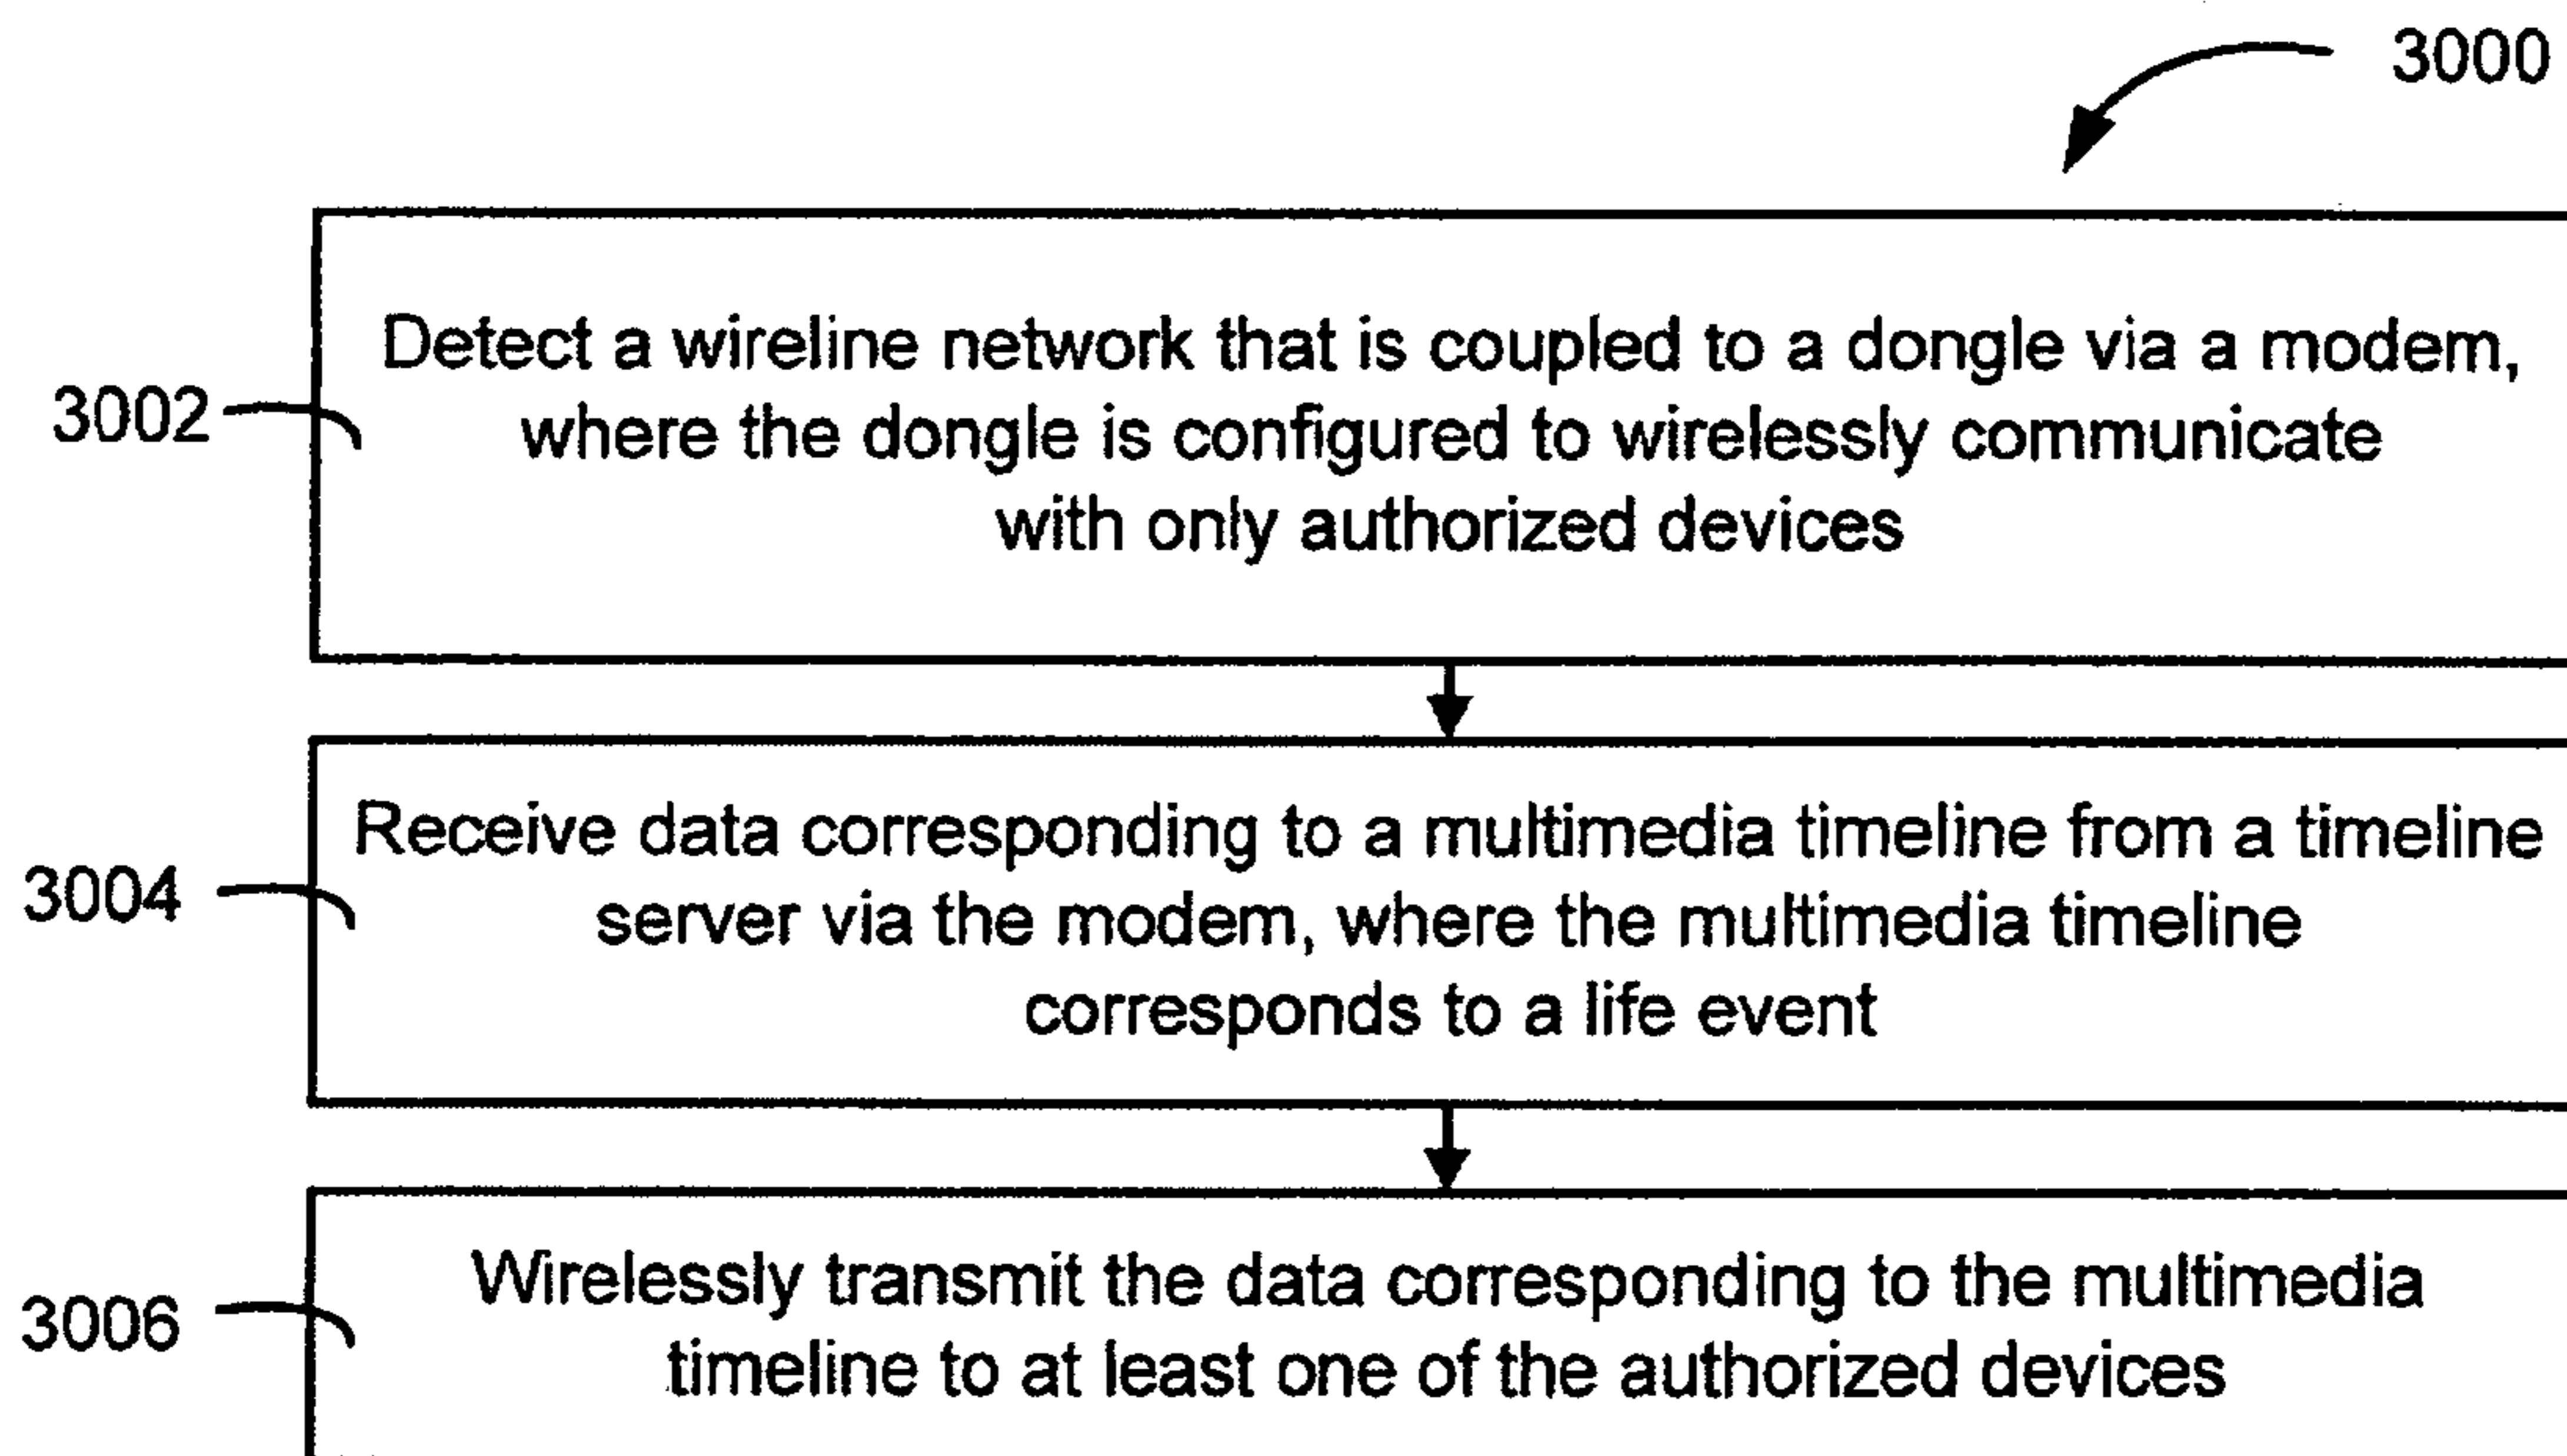 3000
Detect a wireline network that is coupled to a dongle via a modem,
where the dongle is configured to wirelessly communicate
with only authorized devices
3002
Receive data corresponding to a multimedia timeline from a timeline
server via the modem, where the multimedia timeline
corresponds to a life event
3004
Wirelessly transmit the data corresponding to the multimedia
timeline to at least one of the authorized devices
3006